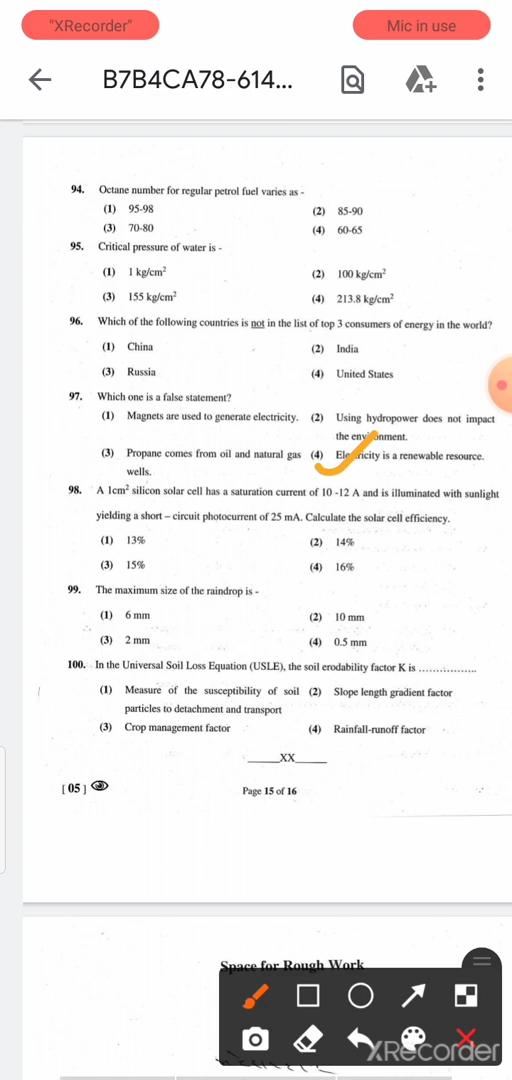 "XRecorder"
Mic in use
B7B4CA78-614...
94. Octane number for regular petrol fuel varies as -
(1) 95-98
(2) 85-90
(3) 70-80
(4) 60-65
95. Critical pressure of water is -
(1) 1 kg/cm²
(2) 100 kg/cm²
(3) 155 kg/cm²
(4) 213.8 kg/cm²
96. Which of the following countries is not in the list of top 3 consumers of energy in the world?
(1) China
(2) India
(3) Russia
(4) United States
97. Which one is a false statement?
(1) Magnets are used to generate electricity.
(2) Using hydropower does not impact
the environment.
(3) Propane comes from oil and natural gas
wells.
(4) Electricity is a renewable resource.
98. A 1cm² silicon solar cell has a saturation current of 10 -12 A and is illuminated with sunlight
yielding a short – circuit photocurrent of 25 mA. Calculate the solar cell efficiency.
(1) 13%
(2) 14%
(3) 15%
(4) 16%
99. The maximum size of the raindrop is -
(1) 6 mm
(2) 10 mm
(3) 2 mm
(4) 0.5 mm
100. In the Universal Soil Loss Equation (USLE), the soil erodability factor K is ................
(1) Measure of the susceptibility of soil
particles to detachment and transport
(2) Slope length gradient factor
(3) Crop management factor
(4) Rainfall-runoff factor
_____XX_____
[ 05 ]
Page 15 of 16
Space for Rough Work
XRecorder